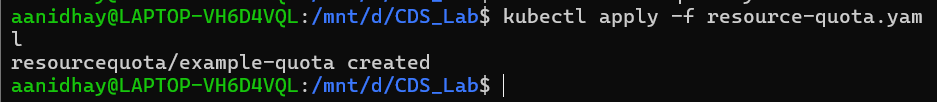 aanidhay@LAPTOP-VH6D4VQL:/mnt/d/CDS_Lab$ kubectl apply -f resource-quota.yam
l
resourcequota/example-quota created
aanidhay@LAPTOP-VH6D4VQL:/mnt/d/CDS_Lab$